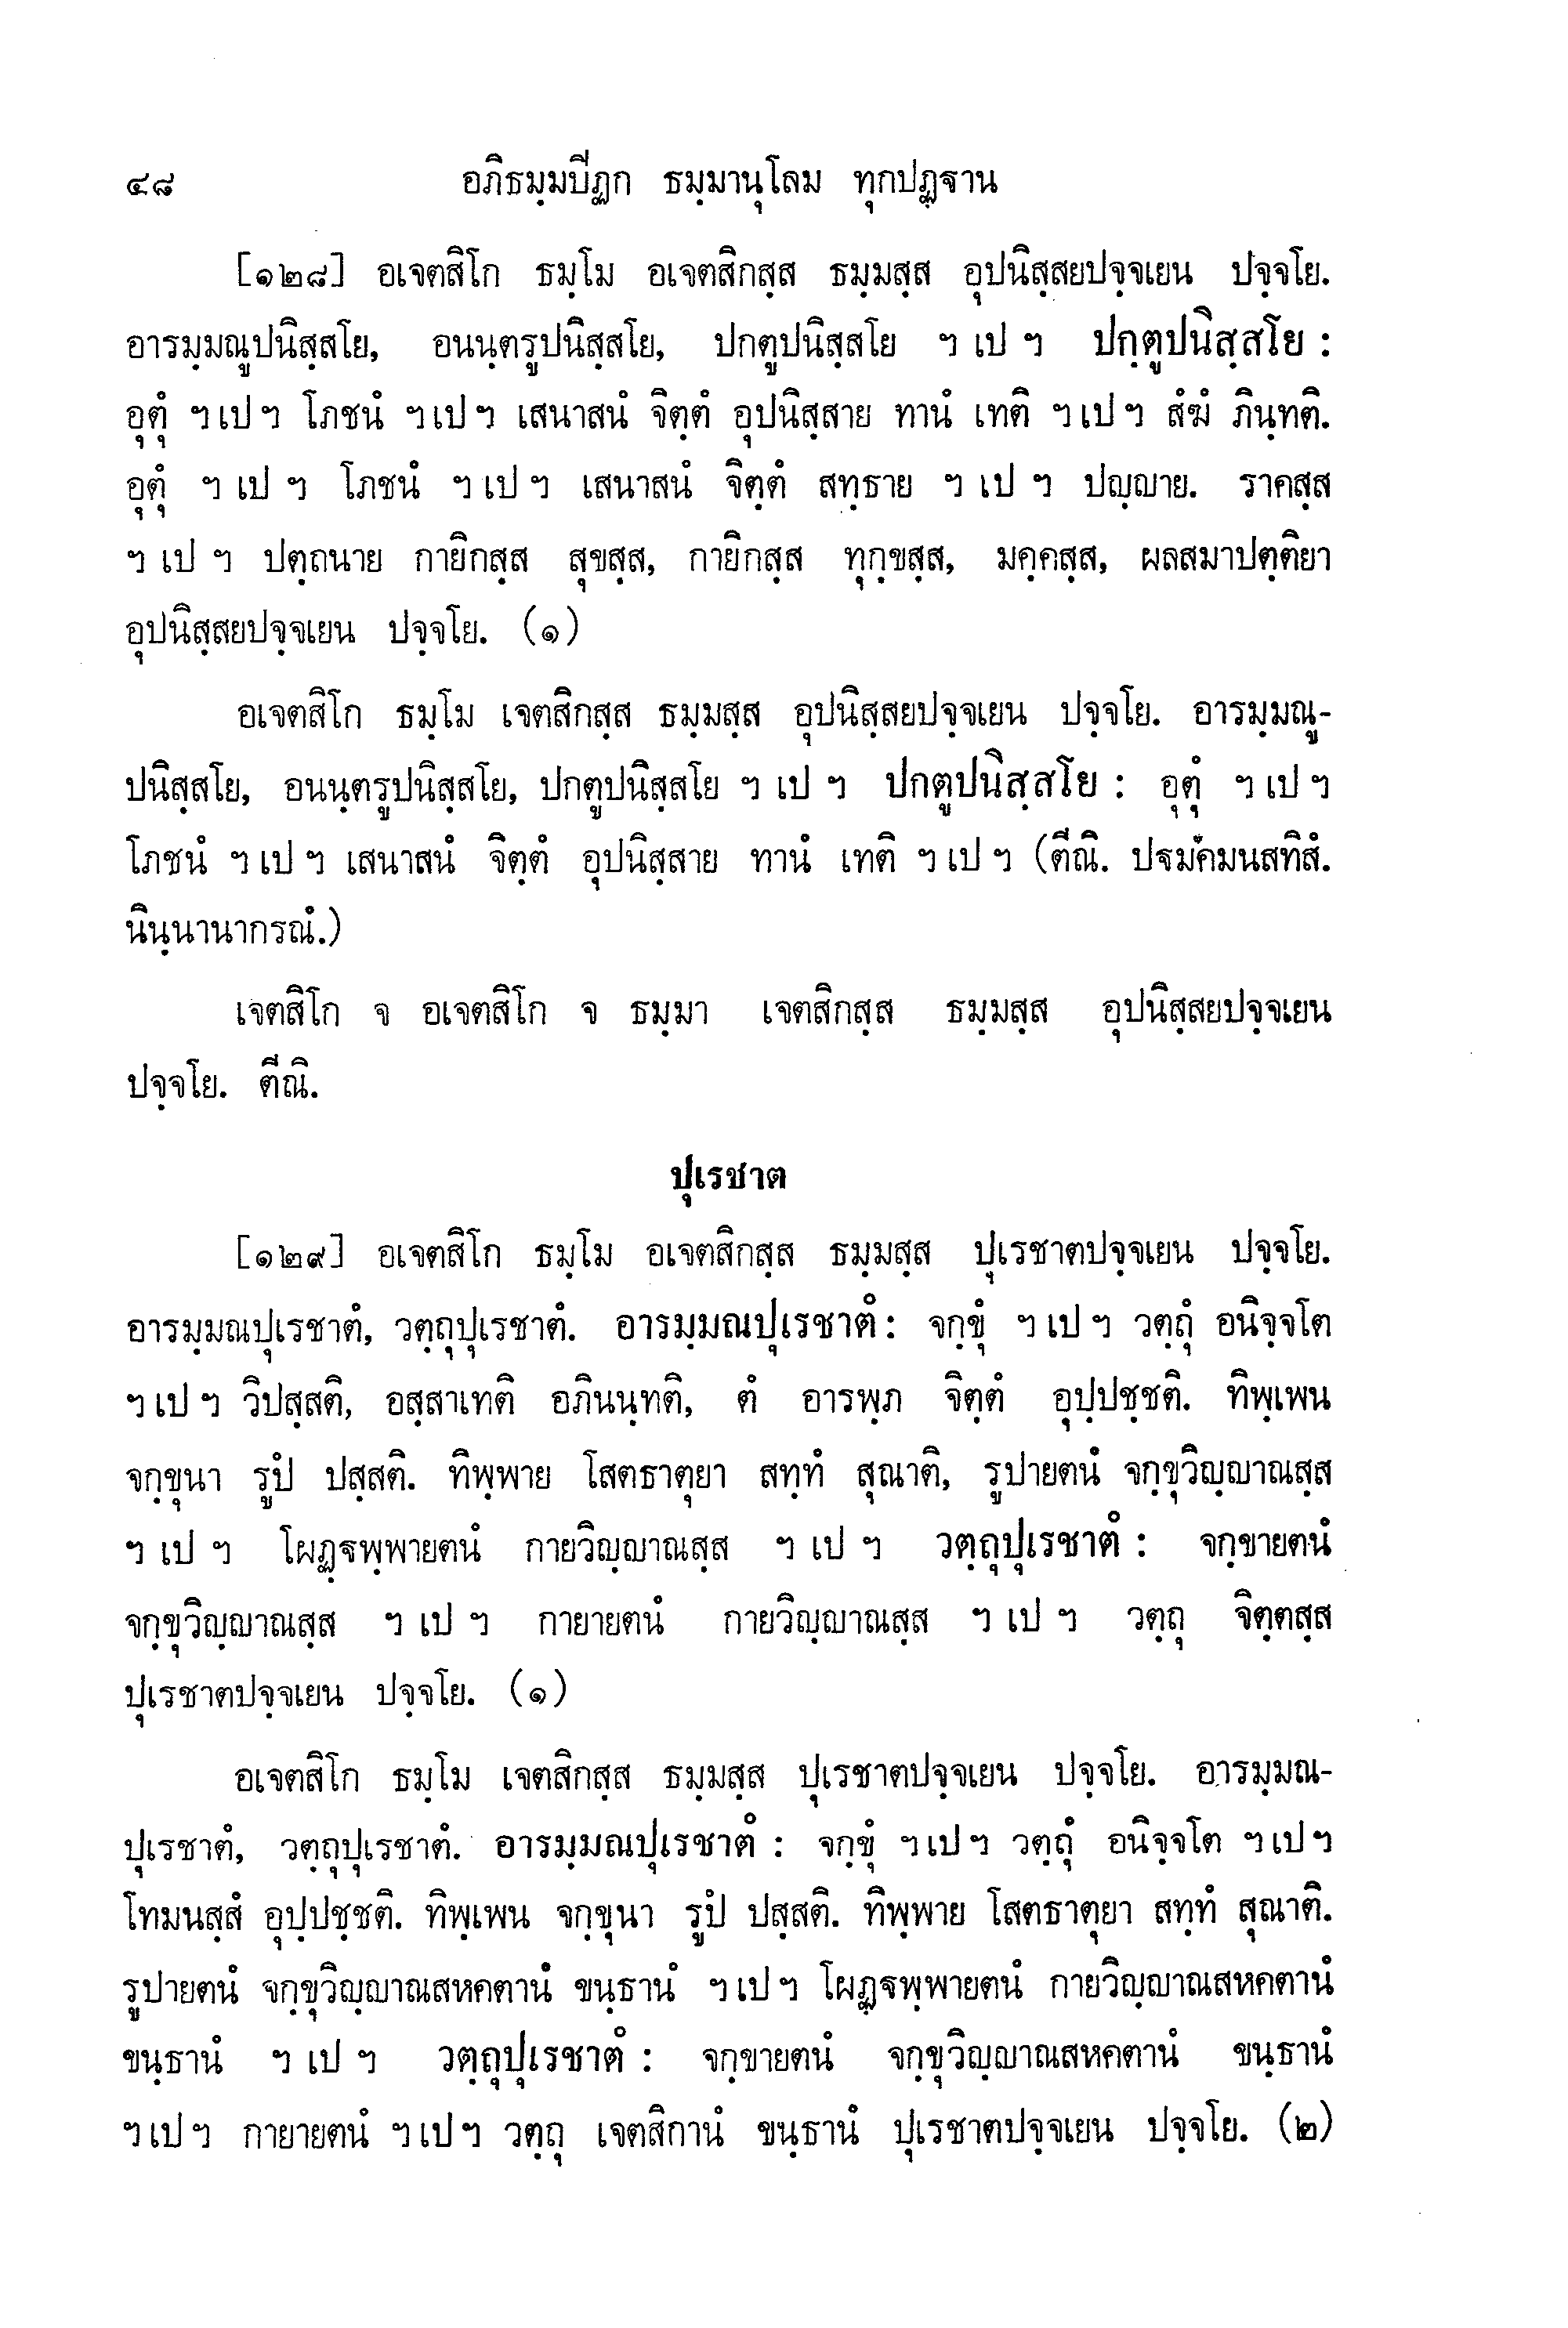 ๔๘ อภิธมฺมปิฏก ธมฺมานุโลม ทุกปฏฺฐาน
[๑๒๘] อเจตสิโก ธมฺโม อเจตสิกสฺส ธมฺมสฺส อุปนิสฺสยปจฺจเยน ปจฺจโย.
อารมฺมณูปนิสฺสโย, อนนฺตรูปนิสฺสโย, ปกตูปนิสฺสโย ฯ เป ฯ ปกฺตูปนิสฺสโย :
อุตุํ ฯ เป ฯ โภชนํ ฯ เป ฯ เสนาสนํ จิตฺตํ อุปนิสฺสาย ทานํ เทติ ฯ เป ฯ สํฆํ ภินฺทติ.
อุตุํ ฯ เป ฯ โภชนํ ฯ เป ฯ เสนาสนํ จิตฺตํ สทฺธาย ฯ เป ฯ ปญฺญาย. ราคสฺส
ฯ เป ฯ ปตฺถนาย กายิกสฺส สุขสฺส, กายิกสฺส ทุกฺขสฺส, มคฺคสฺส, ผลสมาปตฺติยา
อุปนิสฺสยปจฺจเยน ปจฺจโย. (๑)
อเจตสิโก ธมฺโม เจตสิกสฺส ธมฺมสฺส อุปนิสฺสยปจฺจเยน ปจฺจโย. อารมฺมณู-
ปนิสฺสโย, อนนฺตรูปนิสฺสโย, ปกตูปนิสฺสโย ฯ เป ฯ ปกตูปนิสฺสโย : อุตุํ ฯ เป ฯ
โภชนํ ฯ เป ฯ เสนาสนํ จิตฺตํ อุปนิสฺสาย ทานํ เทติ ฯ เป ฯ (ตีณิ. ปฐมํคมนสทิสํ.
นินฺนานากรณํ.)
เจตสิโก จ อเจตสิโก จ ธมฺมา เจตสิกสฺส ธมฺมสฺส อุปนิสฺสยปจฺจเยน
ปจฺจโย. ตีณิ.
ปุเรชาต
[๑๒๙] อเจตสิโก ธมฺโม อเจตสิกสฺส ธมฺมสฺส ปุเรชาตปจฺจเยน ปจฺจโย.
อารมฺมณปุเรชาตํ, วตฺถุปุเรชาตํ. อารมฺมณปุเรชาตํ : จกฺขุํ ฯ เป ฯ วตฺถุํ อนิจฺจโต
ฯ เป ฯ วิปสฺสติ, อสฺสาเทติ อภินนฺทติ, ตํ อารพฺภ จิตฺตํ อุปฺปชฺชติ. ทิพฺเพน
จกฺขุนา รูปํ ปสฺสติ. ทิพฺพาย โสตธาตุยา สทฺทํ สุณาติ, รูปายตนํ จกฺขุวิญฺญาณสฺส
ฯ เป ฯ โผฏฺฐพฺพายตนํ กายวิญฺญาณสฺส ฯ เป ฯ วตฺถุปุเรชาตํ : จกฺขายตนํ
จกฺขุวิญฺญาณสฺส ฯ เป ฯ กายายตนํ กายวิญฺญาณสฺส ฯ เป ฯ วตฺถุ จิตฺตสฺส
ปุเรชาตปจฺจเยน ปจฺจโย. (๑)
อเจตสิโก ธมฺโม เจตสิกสฺส ธมฺมสฺส ปุเรชาตปจฺจเยน ปจฺจโย. อารมฺมณ-
ปุเรชาตํ, วตฺถุปุเรชาตํ. อารมฺมณปุเรชาตํ : จกฺขุํ ฯ เป ฯ วตฺถุํ อนิจฺจโต ฯ เป ฯ
โทมนสฺสํ อุปฺปชฺชติ. ทิพฺเพน จกฺขุนา รูปํ ปสฺสติ. ทิพฺพาย โสตธาตุยา สทฺทํ สุณาติ.
รูปายตนํ จกฺขุวิญฺญาณสหคตานํ ขนฺธานํ ฯ เป ฯ โผฏฺฐพฺพายตนํ กายวิญฺญาณสหคตานํ
ขนฺธานํ ฯ เป ฯ วตฺถุปุเรชาตํ : จกฺขายตนํ จกฺขุวิญฺญาณสหคตานํ ขนฺธานํ
ฯ เป ฯ กายายตนํ ฯ เป ฯ วตฺถุ เจตสิกานํ ขนฺธานํ ปุเรชาตปจฺจเยน ปจฺจโย. (๒)